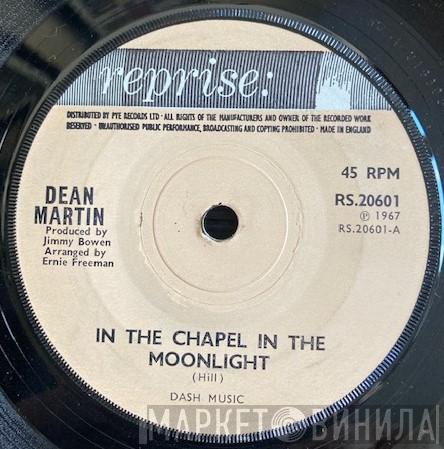 reprise:
DISTRIBUTED BY PYE RECORDS LTD · ALL RIGHTS OF THE MANUFACTURERS AND OWNER OF THE RECORDED WORK
RESERVED · UNAUTHORISED PUBLIC PERFORMANCE, BROADCASTING AND COPYING PROHIBITED · MADE IN ENGLAND
45 RPM
DEAN
MARTIN
RS.20601
℗ 1967
Produced by
Jimmy Bowen
RS.20601-A
Arranged by
Ernie Freeman
IN THE CHAPEL IN THE
MOONLIGHT
(Hill)
DASH MUSIC
МАРКЕТ ВИНИЛА